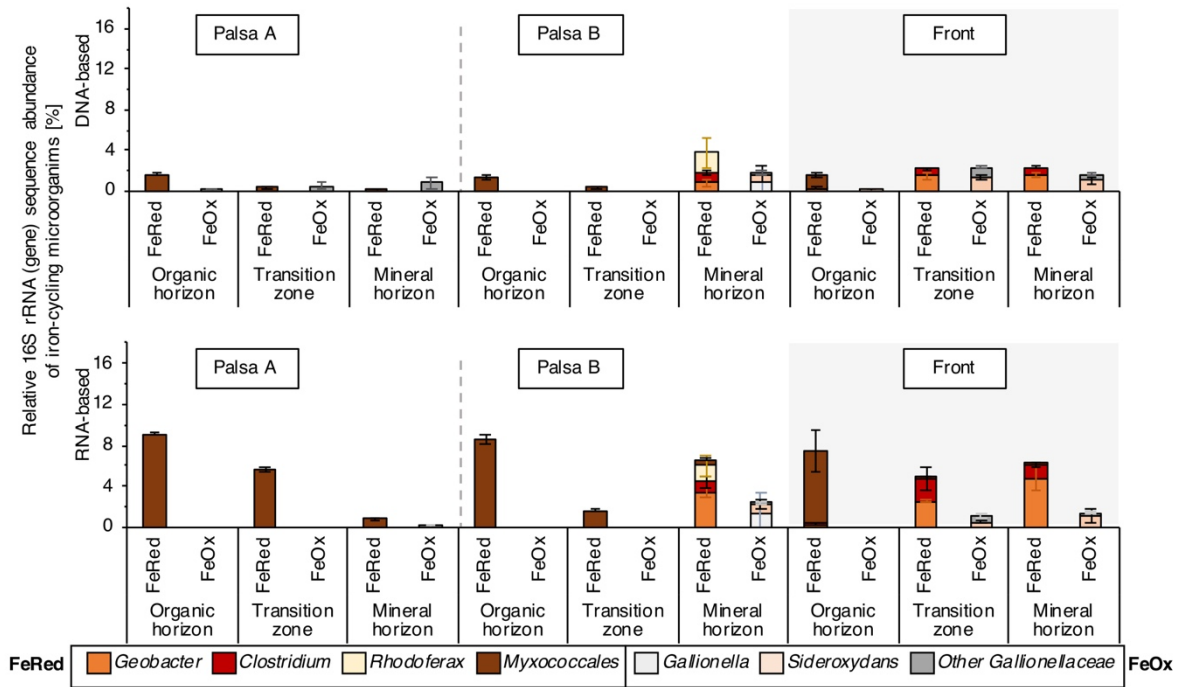 Relative 16S rRNA (gene) sequence abundance
of iron-cycling microorganims [%]
DNA-based
16
12
8
4
0
Palsa A
Palsa B
Front
FeRed
FeOx
FeRed
FeOx
FeRed
FeOx
FeRed
FeOx
FeRed
FeOx
FeRed
FeOx
FeRed
FeOx
FeRed
FeOx
FeRed
FeOx
Organic horizon
Transition zone
Mineral horizon
Organic horizon
Transition zone
Mineral horizon
Organic horizon
Transition zone
Mineral horizon
RNA-based
16
12
8
4
0
Palsa A
Palsa B
Front
FeRed
FeOx
FeRed
FeOx
FeRed
FeOx
FeRed
FeOx
FeRed
FeOx
FeRed
FeOx
FeRed
FeOx
FeRed
FeOx
FeRed
FeOx
Organic horizon
Transition zone
Mineral horizon
Organic horizon
Transition zone
Mineral horizon
Organic horizon
Transition zone
Mineral horizon
FeRed Geobacter Clostridium Rhodoferax Myxococcales Gallionella Sideroxydans Other Gallionellaceae FeOx